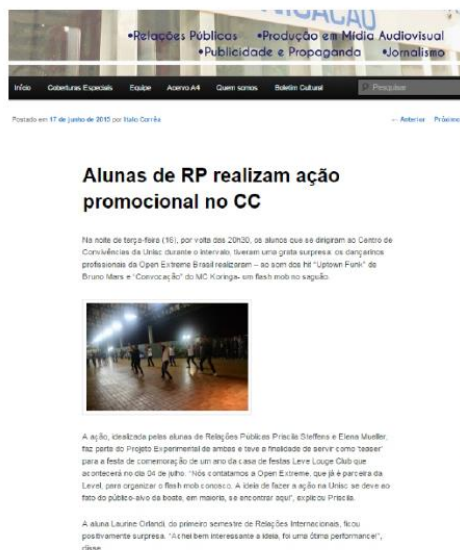 NICAÇÃO
•Relações Públicas •Produção em Mídia Audiovisual
•Publicidade e Propaganda •Jornalismo
Início Coberturas Especiais Equipe Acervo A4 Quem somos Boletim Cultural Pesquisar
Postado em 17 de junho de 2015 por Italo Corrêa ← Anterior Próximo
Alunas de RP realizam ação
promocional no CC
Na noite de terça-feira (16), por volta das 20h30, os alunos que se dirigiram ao Centro de
Convivências da Unisc durante o intervalo, tiveram uma grata surpresa: os dançarinos
profissionais da Open Extreme Brasil realizaram – ao som dos hit "Uptown Funk" de
Bruno Mars e "Convocação" do MC Koringa- um flash mob no saguão.
A ação, idealizada pelas alunas de Relações Públicas Priscila Steffens e Elena Mueller,
faz parte do Projeto Experimental de ambas e teve a finalidade de servir como 'teaser'
para a festa de comemoração de um ano da casa de festas Leve Louge Club que
acontecerá no dia 04 de julho. "Nós contatamos a Open Extreme, que já é parceira da
Level, para organizar o flash mob conosco. A ideia de fazer a ação na Unisc se deve ao
fato do público-alvo da boate, em maioria, se encontrar aqui", explicou Priscila.
A aluna Laurine Orlandi, do primeiro semestre de Relações Internacionais, ficou
positivamente surpresa. "Achei bem interessante a ideia, foi uma ótima performance!",
disse.